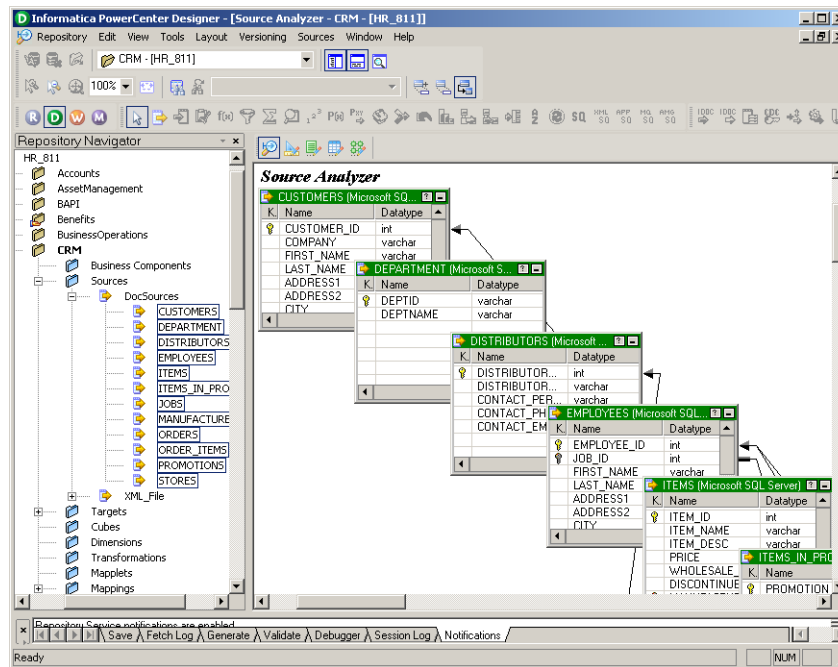 Informatica PowerCenter Designer - [Source Analyzer - CRM - [HR_811]]
Repository Edit View Tools Layout Versioning Sources Window Help
CRM - [HR_811]
100%
R D W M
Repository Navigator
HR_811
Accounts
AssetManagement
BAPI
Benefits
BusinessOperations
CRM
Business Components
Sources
DocSources
CUSTOMERS
DEPARTMENT
DISTRIBUTORS
EMPLOYEES
ITEMS
ITEMS_IN_PRO
JOBS
MANUFACTURE
ORDERS
ORDER_ITEMS
PROMOTIONS
STORES
XML_File
Targets
Cubes
Dimensions
Transformations
Mapplets
Mappings
Source Analyzer
CUSTOMERS (Microsoft SQ...
K. Name Datatype
CUSTOMER_ID int
COMPANY varchar
FIRST_NAME varchar
LAST_NAME
ADDRESS1
ADDRESS2
CITY
DEPARTMENT (Microsoft S...
K. Name Datatype
DEPTID varchar
DEPTNAME varchar
DISTRIBUTORS (Microsoft ...
K. Name Datatype
DISTRIBUTOR... int
DISTRIBUTOR... varchar
CONTACT_PER... varchar
CONTACT_PH
CONTACT_EM
EMPLOYEES (Microsoft SQL...
K. Name Datatype
EMPLOYEE_ID int
JOB_ID int
FIRST_NAME varchar
LAST_NAME
ADDRESS1
ADDRESS2
CITY
ITEMS (Microsoft SQL Server)
K. Name Datatype
ITEM_ID int
ITEM_NAME varchar
ITEM_DESC varchar
PRICE
WHOLESALE_
DISCONTINUE
ITEMS_IN_PRO
K. Name
PROMOTION
Repository Service notifications are enabled
Save Fetch Log Generate Validate Debugger Session Log Notifications
Ready NUM